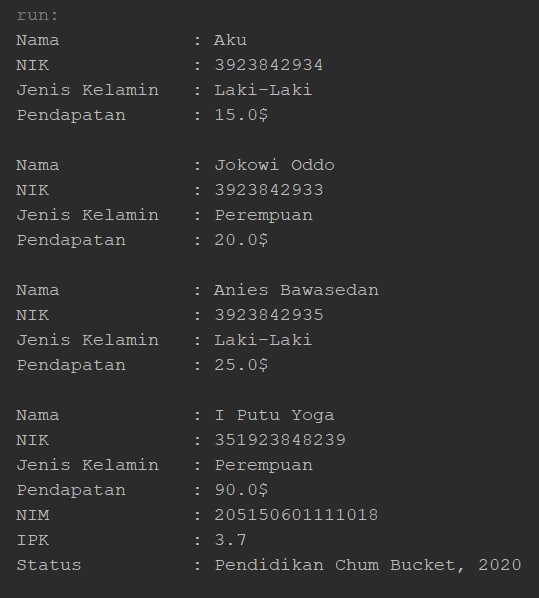 run:
Nama : Aku
NIK : 3923842934
Jenis Kelamin : Laki-Laki
Pendapatan : 15.0$
Nama : Jokowi Oddo
NIK : 3923842933
Jenis Kelamin : Perempuan
Pendapatan : 20.0$
Nama : Anies Bawasedan
NIK : 3923842935
Jenis Kelamin : Laki-Laki
Pendapatan : 25.0$
Nama : I Putu Yoga
NIK : 351923848239
Jenis Kelamin : Perempuan
Pendapatan : 90.0$
NIM : 205150601111018
IPK : 3.7
Status : Pendidikan Chum Bucket, 2020